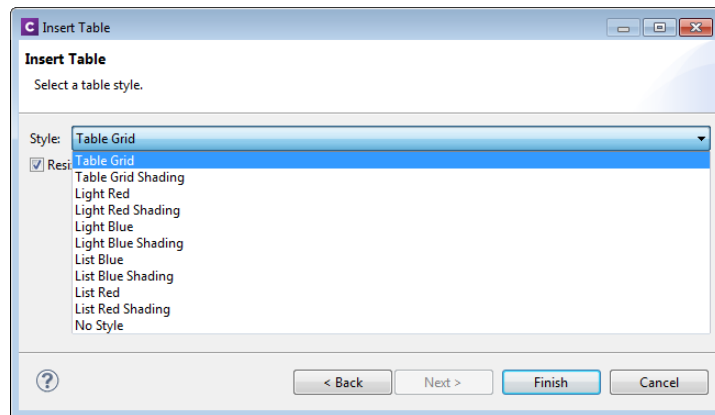 C Insert Table
Insert Table
Select a table style.
Style: Table Grid
Table Grid
Table Grid Shading
Light Red
Light Red Shading
Light Blue
Light Blue Shading
List Blue
List Blue Shading
List Red
List Red Shading
No Style
? < Back Next > Finish Cancel